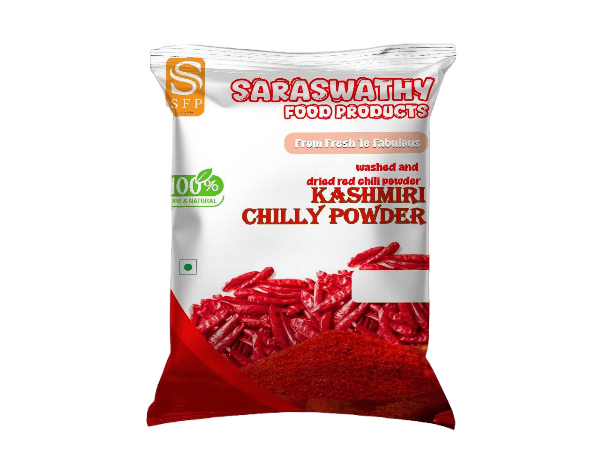 S
SFP
SARASWATHY
FOOD PRODUCTS
From Fresh To fabulous
washed and
dried red chili powder
100%
& NATURAL
KASHMIRI
CHILLY POWDER